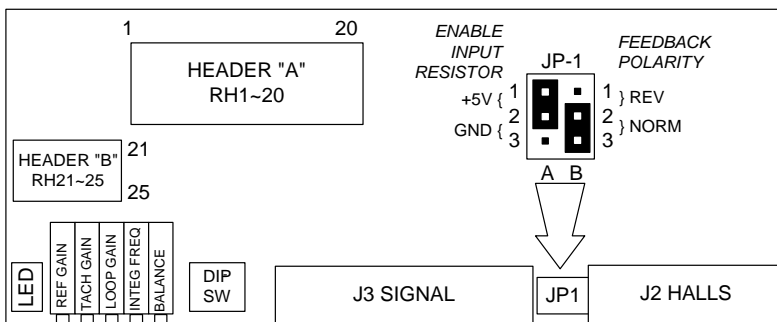 1 20
HEADER "A"
RH1~20
ENABLE
INPUT
RESISTOR
JP-1
FEEDBACK
POLARITY
+5V { 1 1 } REV
2 2 } NORM
GND { 3 3
A B
HEADER "B"
RH21~25
21
25
LED
REF GAIN
TACH GAIN
LOOP GAIN
INTEG FREQ
BALANCE
DIP
SW
J3 SIGNAL
JP1
J2 HALLS